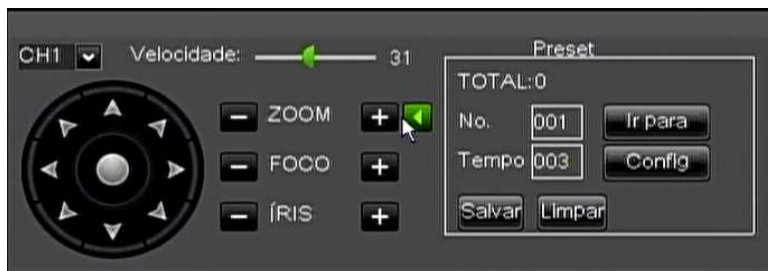 CH1 Velocidade: 31
Preset
TOTAL:0
ZOOM
No. 001 Ir para
FOCO
Tempo 003 Config
ÍRIS
Salvar Limpar